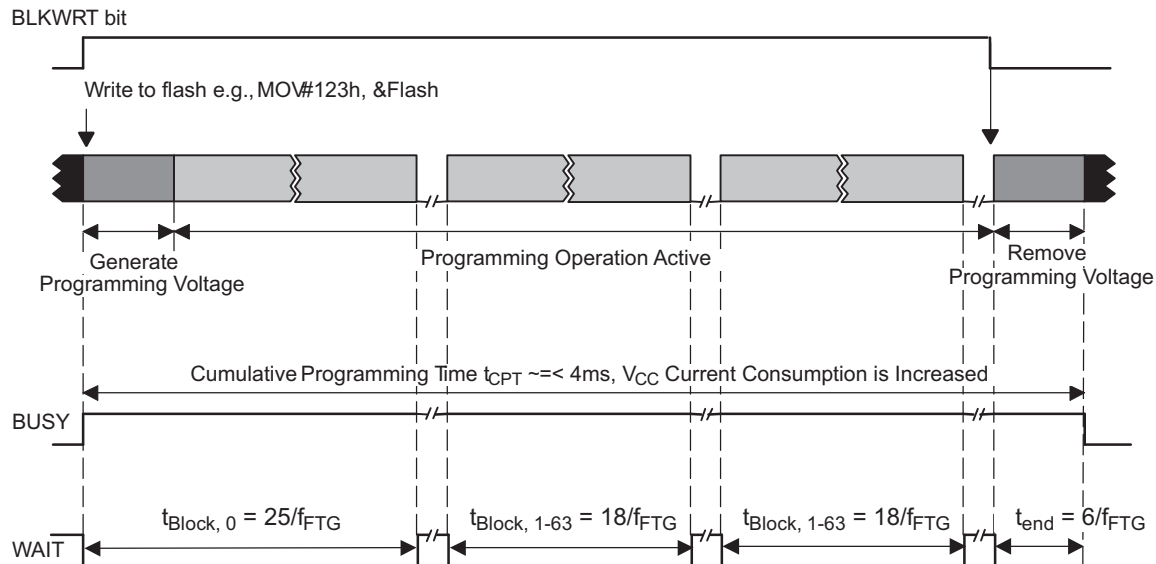 BLKWRT bit
Write to flash e.g., MOV#123h, &Flash
Generate
Programming Voltage
Programming Operation Active
Remove
Programming Voltage
Cumulative Programming Time tCPT ~=< 4ms, VCC Current Consumption is Increased
BUSY
tBlock, 0 = 25/fFTG
tBlock, 1-63 = 18/fFTG
tBlock, 1-63 = 18/fFTG
tend = 6/fFTG
WAIT